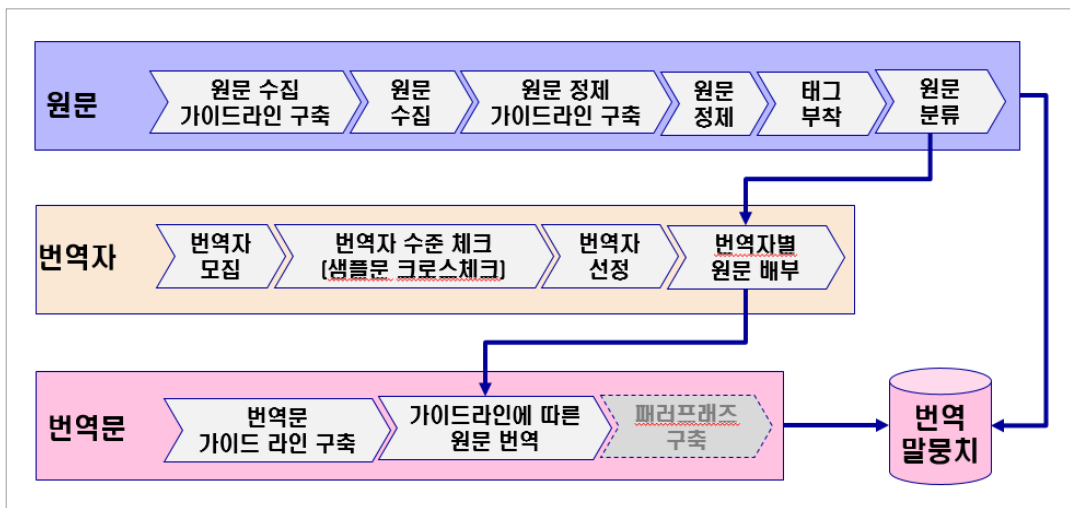 원문
원문 수집
가이드라인 구축
원문
수집
원문 정제
가이드라인 구축
원문
정제
태그
부착
원문
분류
번역자
번역자
모집
번역자 수준 체크
(샘플문 크로스체크)
번역자
선정
번역자별
원문 배부
번역문
번역문
가이드 라인 구축
가이드라인에 따른
원문 번역
패러프래즈
구축
번역
말뭉치